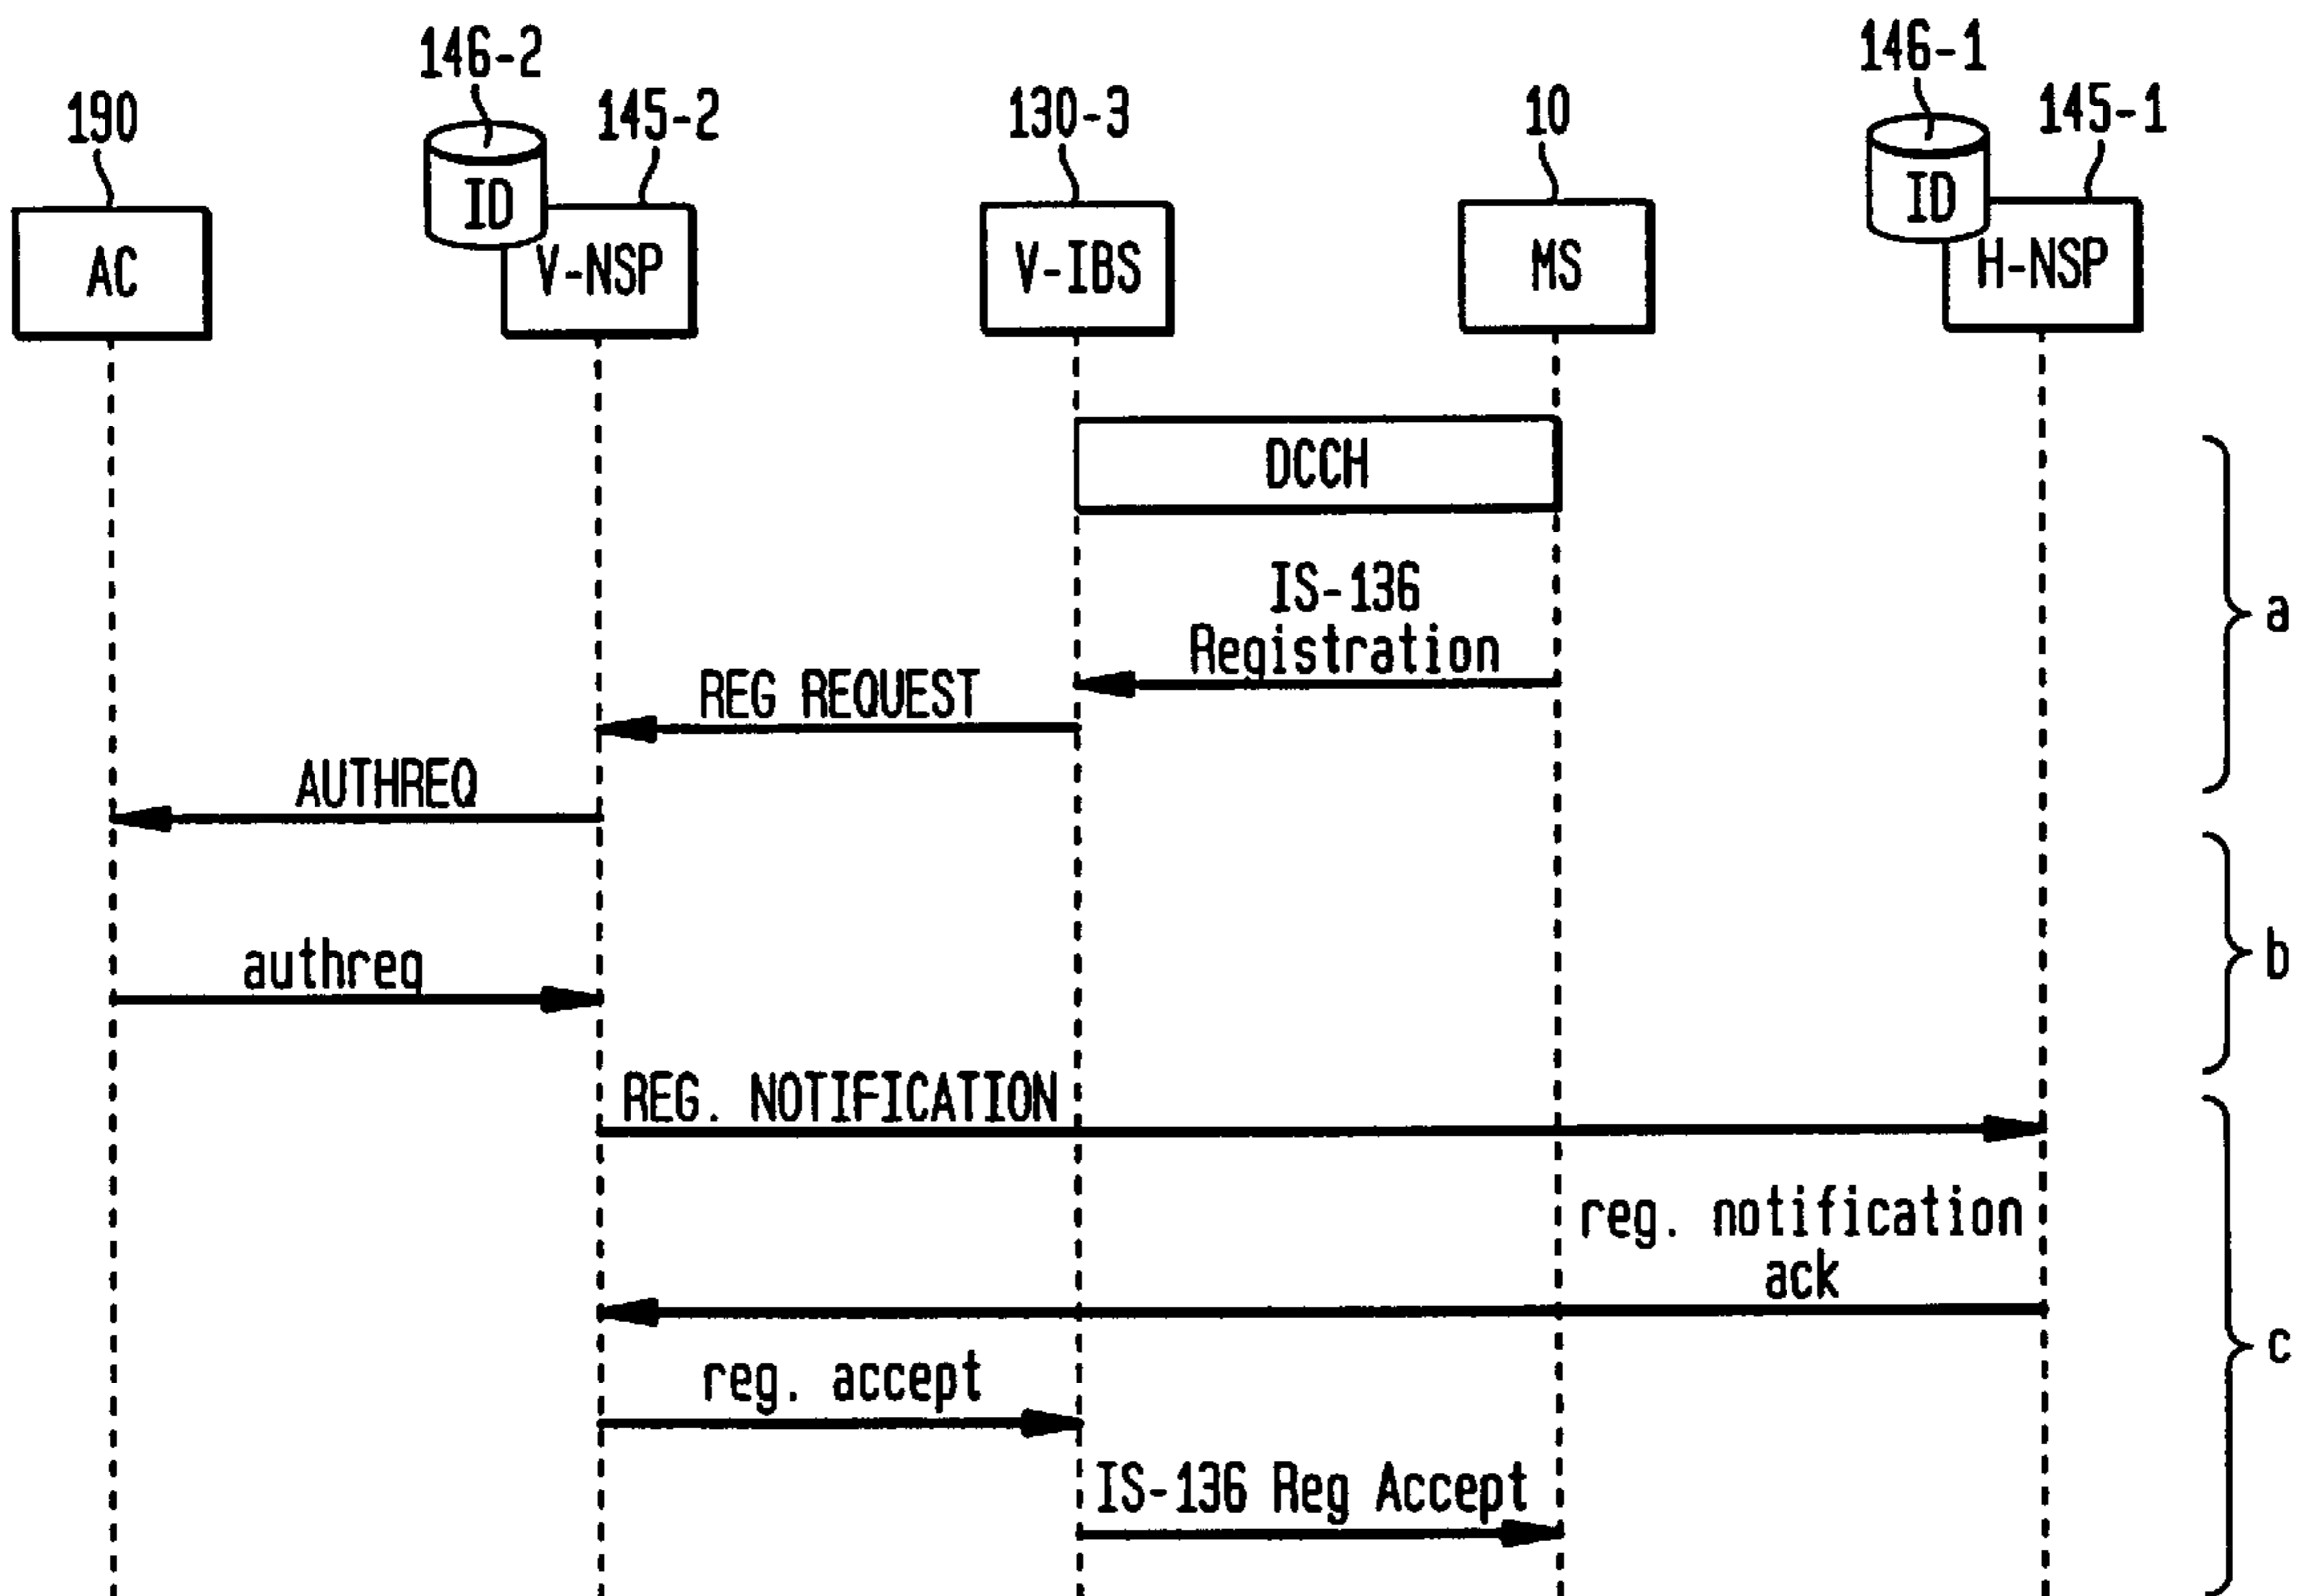 146-2
146-1
190
145-2
130-3
10
145-1
ID
ID
AC
V-NSP
V-IBS
MS
H-NSP
DCCH
IS-136
Registration
a
REG REQUEST
AUTHREQ
authreq
b
REG. NOTIFICATION
reg. notification
ack
c
reg. accept
IS-136 Reg Accept